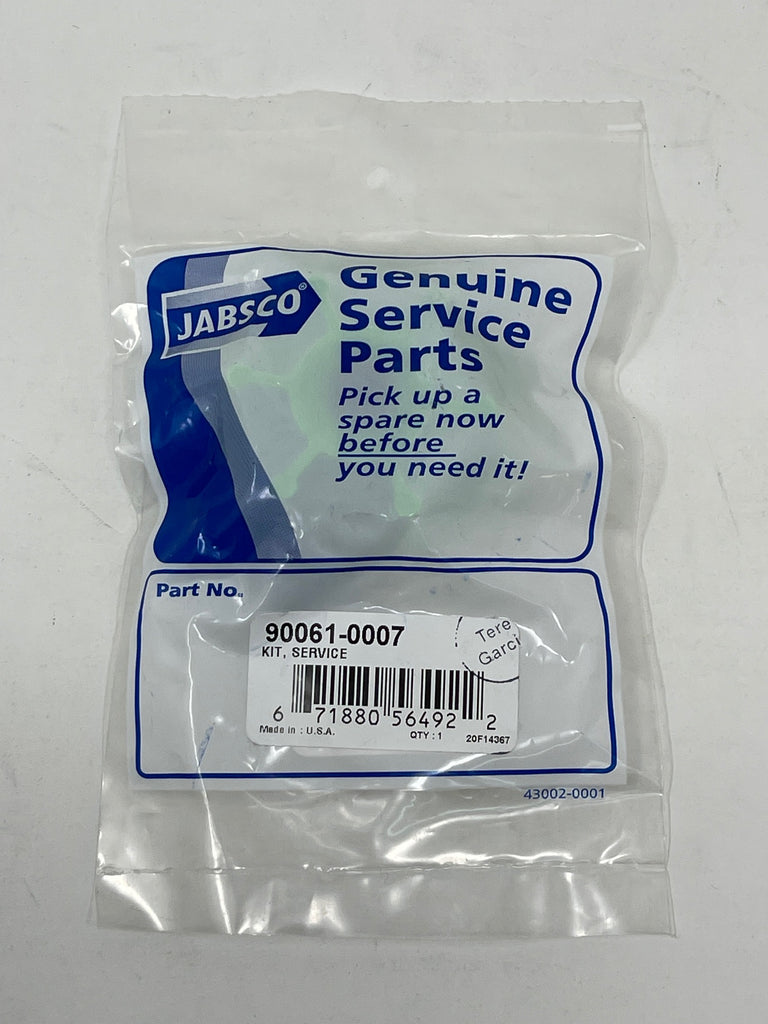 JABSCO®
Genuine
Service
Parts
Pick up a
spare now
before
you need it!
Part No.
90061-0007
KIT, SERVICE
Tere
Garci
6 71880 56492 2
Made in : U.S.A. QTY : 1 20F14367
43002-0001